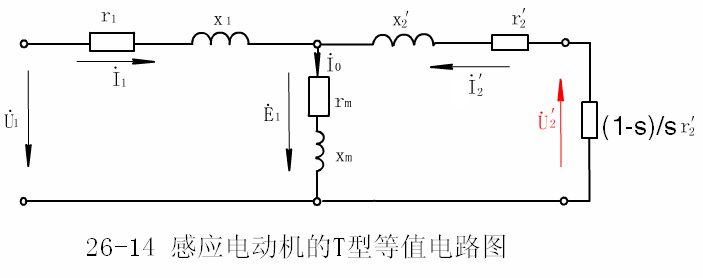 r₁ x₁ x₂′ r₂′
İ₁ İ₀ İ₂′
U̇₁ Ė₁ rₘ U̇₂′ (1-s)/s r₂′
xₘ
26-14 感应电动机的T型等值电路图